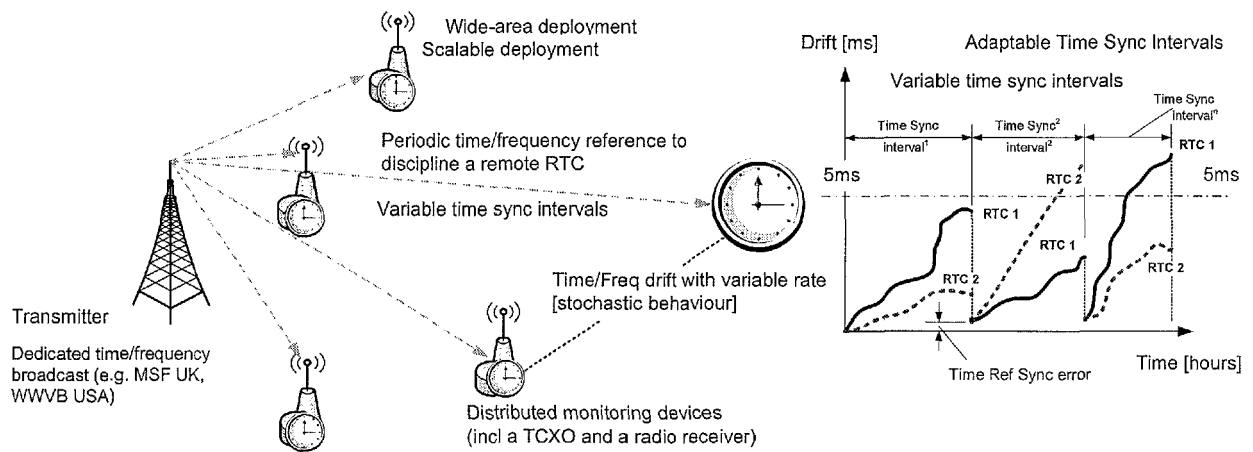 Wide-area deployment
Scalable deployment
Periodic time/frequency reference to
discipline a remote RTC
Variable time sync intervals
Time/Freq drift with variable rate
[stochastic behaviour]
Transmitter
Dedicated time/frequency
broadcast (e.g. MSF UK,
WWVB USA)
Distributed monitoring devices
(incl a TCXO and a radio receiver)
Drift [ms]
Adaptable Time Sync Intervals
Variable time sync intervals
Time Sync
interval¹
Time Sync²
interval²
Time Sync
intervalⁿ
5ms
5ms
RTC 1
RTC 2
RTC 2
RTC 1
RTC 1
RTC 2
Time Ref Sync error
Time [hours]